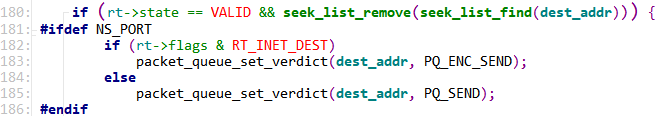 180: if (rt->state == VALID && seek_list_remove(seek_list_find(dest_addr))) {
181: #ifdef NS_PORT
182: if (rt->flags & RT_INET_DEST)
183: packet_queue_set_verdict(dest_addr, PQ_ENC_SEND);
184: else
185: packet_queue_set_verdict(dest_addr, PQ_SEND);
186: #endif